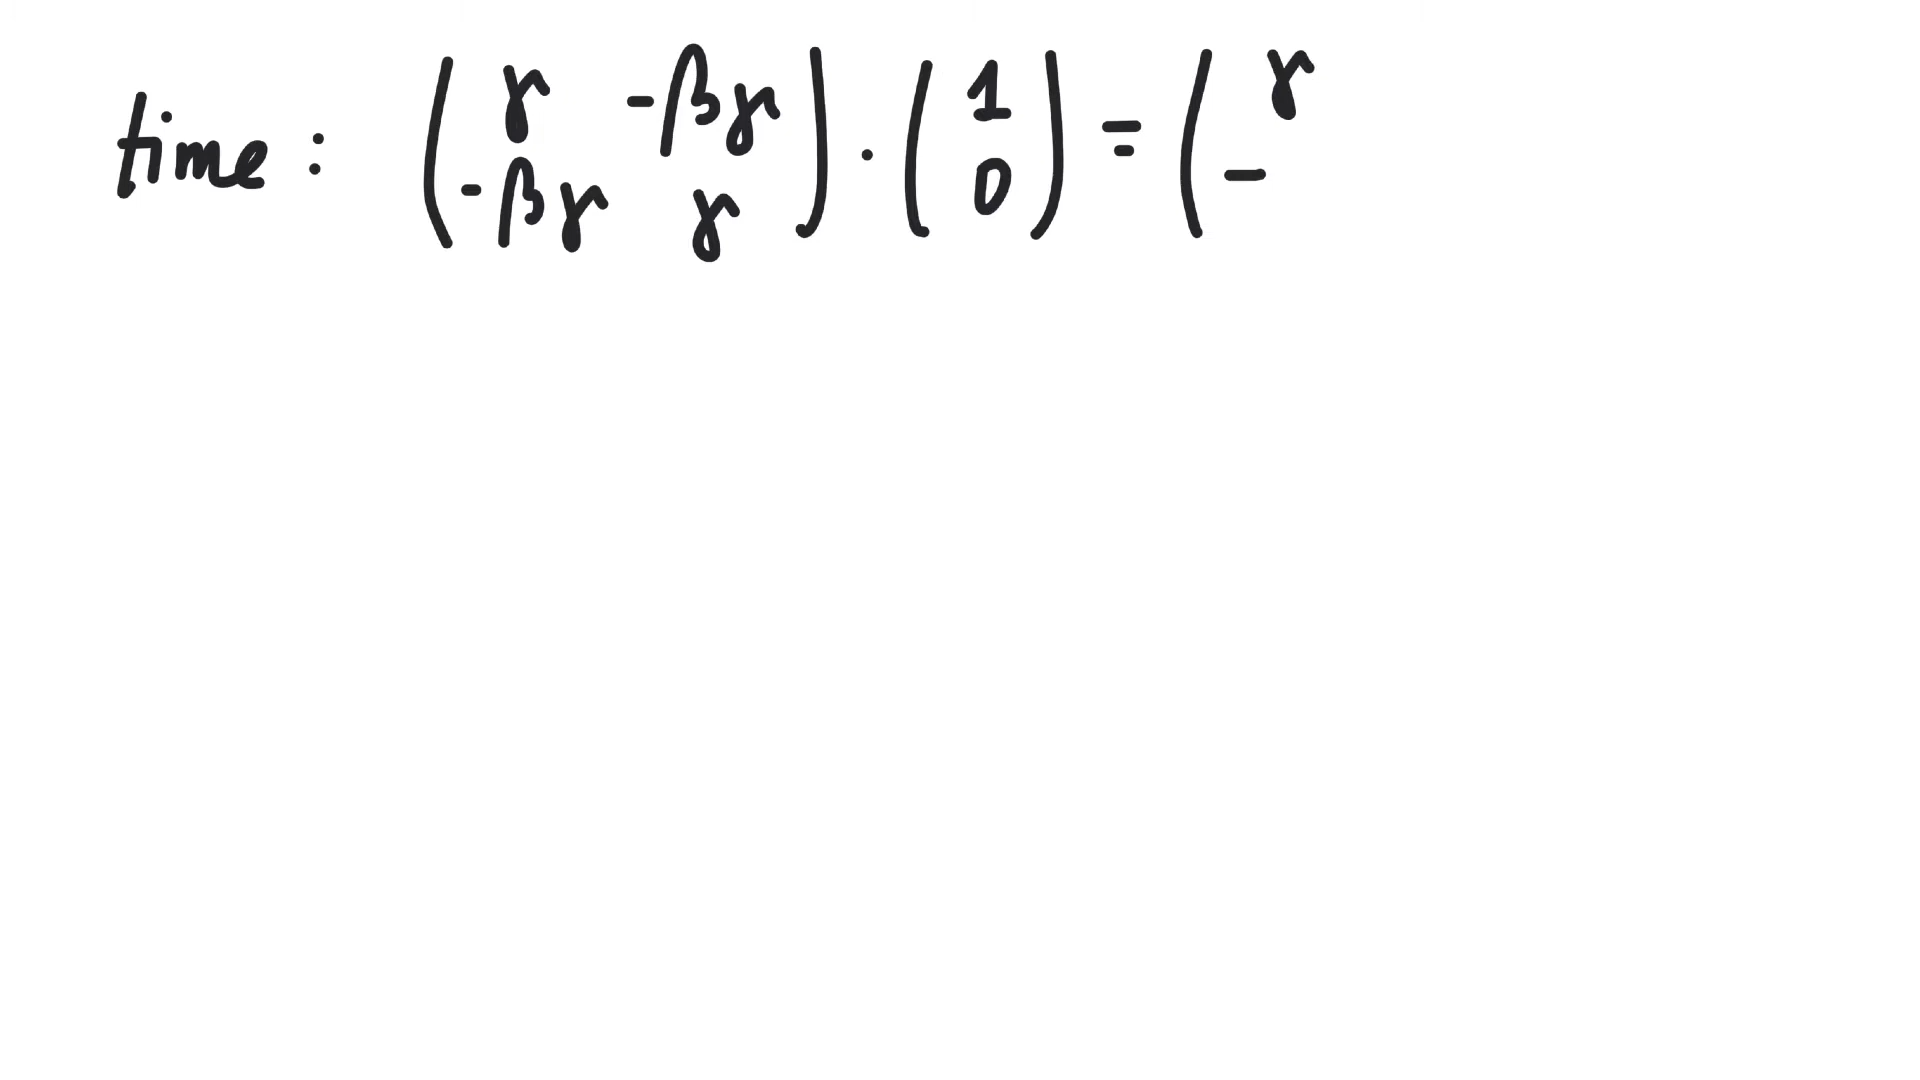 time : ( γ -βγ ) · ( 1 ) = ( γ
( -βγ γ ) ( 0 ) ( -